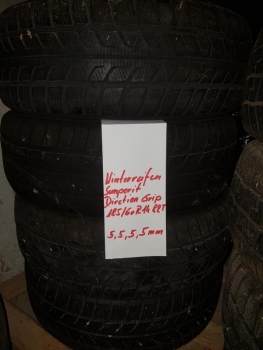 Winterreifen
Semperit
Direction Grip
185/60R14 82T
5,5,5,5mm